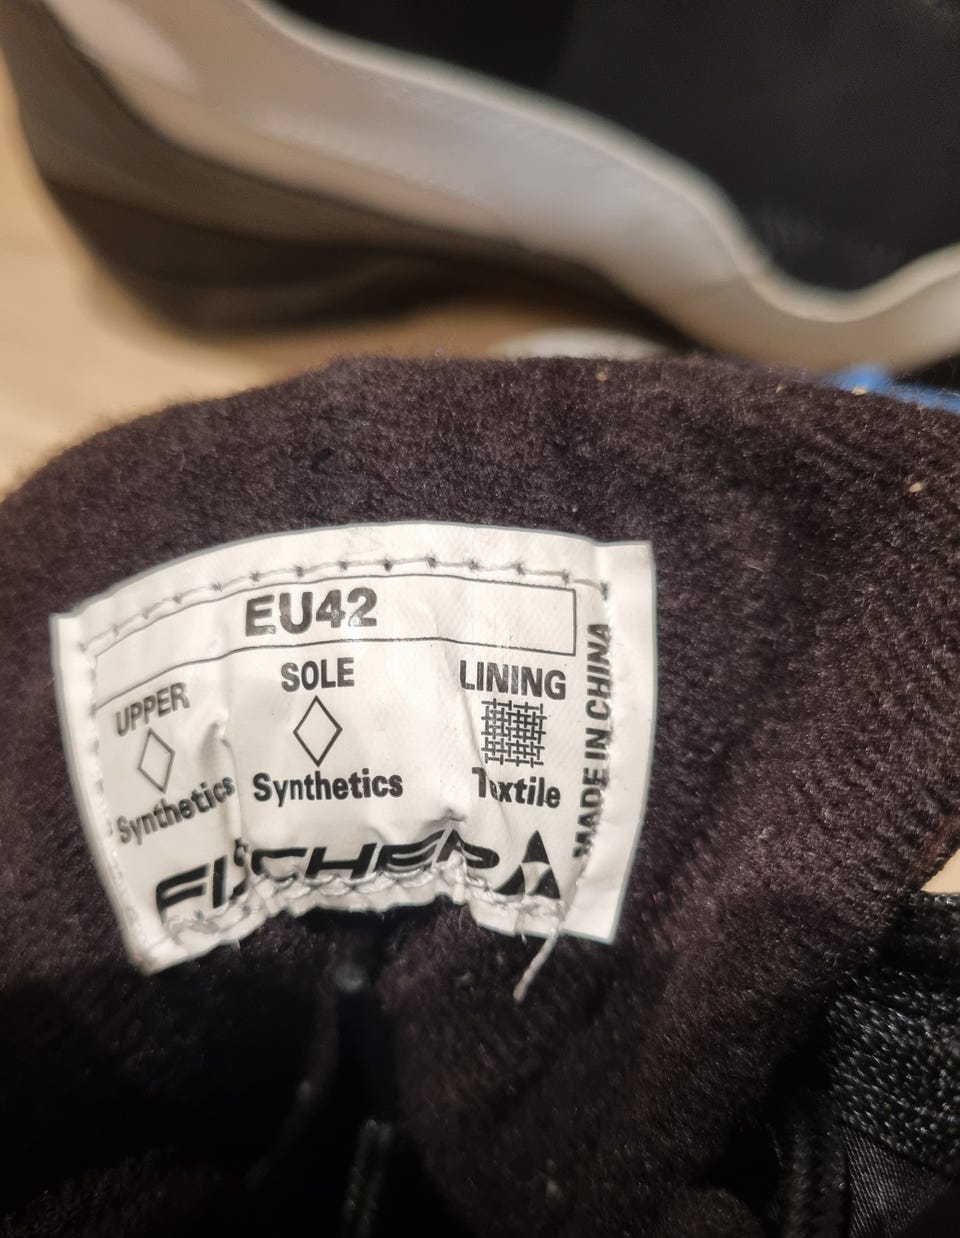 EU42
UPPER SOLE LINING
Synthetics Synthetics Textile
FISCHER
MADE IN CHINA